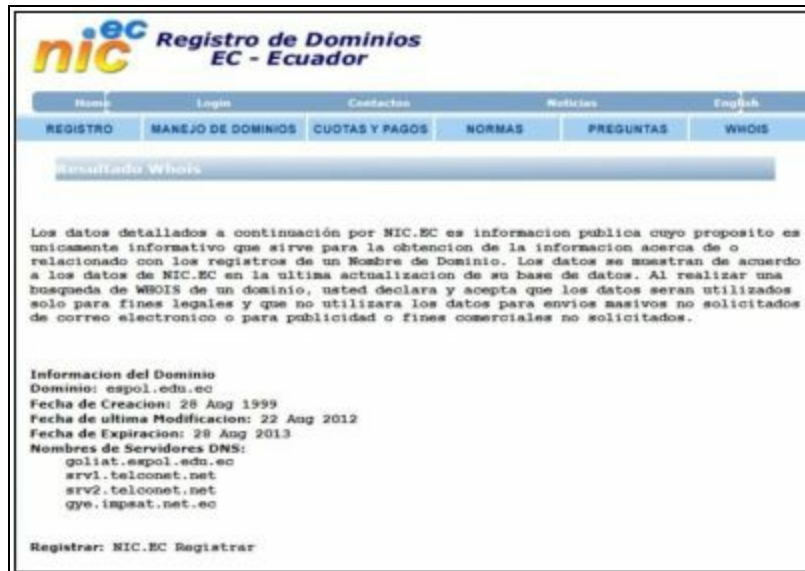 nic ec Registro de Dominios
EC - Ecuador
Home Login Contactos Noticias English
REGISTRO MANEJO DE DOMINIOS CUOTAS Y PAGOS NORMAS PREGUNTAS WHOIS
Resultado Whois
Los datos detallados a continuación por NIC.EC es informacion publica cuyo proposito es
unicamente informativo que sirve para la obtencion de la informacion acerca de o
relacionado con los registros de un Nombre de Dominio. Los datos se muestran de acuerdo
a los datos de NIC.EC en la ultima actualizacion de su base de datos. Al realizar una
busqueda de WHOIS de un dominio, usted declara y acepta que los datos seran utilizados
solo para fines legales y que no utilizara los datos para envios masivos no solicitados
de correo electronico o para publicidad o fines comerciales no solicitados.
Informacion del Dominio
Dominio: espol.edu.ec
Fecha de Creacion: 28 Aug 1999
Fecha de ultima Modificacion: 22 Aug 2012
Fecha de Expiracion: 28 Aug 2013
Nombres de Servidores DNS:
goliat.espol.edu.ec
srv1.telconet.net
srv2.telconet.net
gye.impsat.net.ec
Registrar: NIC.EC Registrar